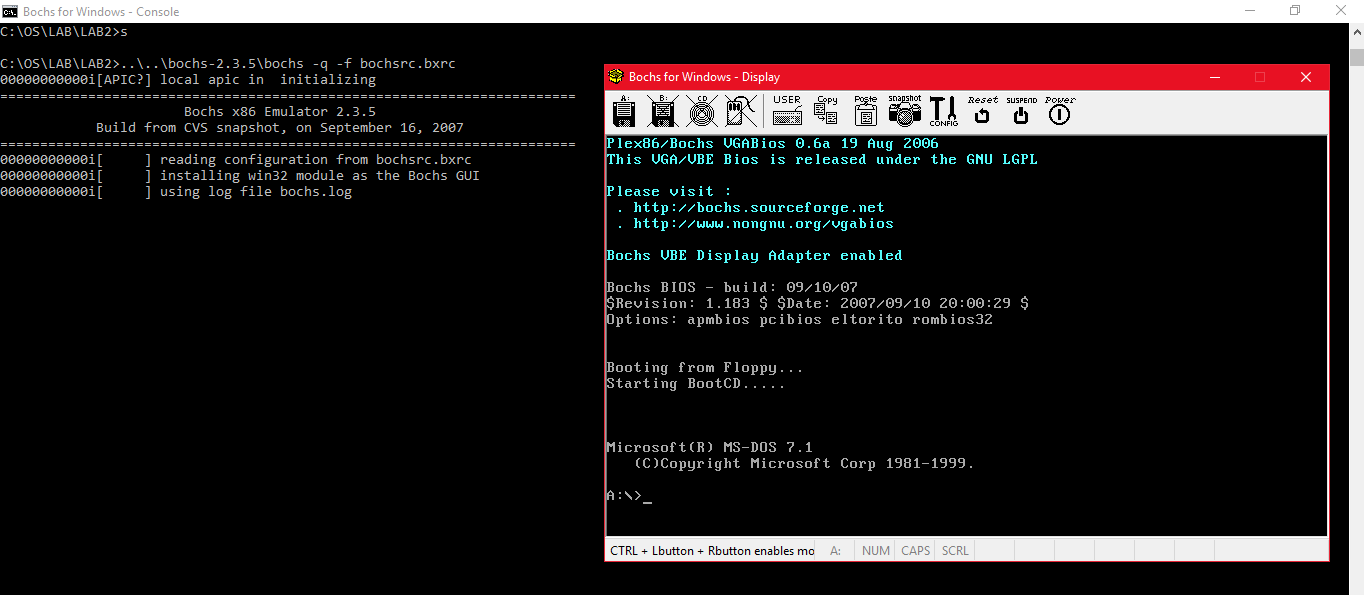 Bochs for Windows - Console
C:\OS\LAB\LAB2>s
C:\OS\LAB\LAB2>..\..\bochs-2.3.5\bochs -q -f bochsrc.bxrc
00000000000i[APIC?] local apic in  initializing
========================================================================
Bochs x86 Emulator 2.3.5
Build from CVS snapshot, on September 16, 2007
========================================================================
00000000000i[     ] reading configuration from bochsrc.bxrc
00000000000i[     ] installing win32 module as the Bochs GUI
00000000000i[     ] using log file bochs.log
Bochs for Windows - Display
A: B: CD USER Copy Paste snapshot CONFIG Reset SUSPEND Power
Plex86/Bochs VGABios 0.6a 19 Aug 2006
This VGA/VBE Bios is released under the GNU LGPL
Please visit :
. http://bochs.sourceforge.net
. http://www.nongnu.org/vgabios
Bochs VBE Display Adapter enabled
Bochs BIOS - build: 09/10/07
$Revision: 1.183 $ $Date: 2007/09/10 20:00:29 $
Options: apmbios pcibios eltorito rombios32
Booting from Floppy...
Starting BootCD.....
Microsoft(R) MS-DOS 7.1
(C)Copyright Microsoft Corp 1981-1999.
A:\>_
CTRL + Lbutton + Rbutton enables mo A: NUM CAPS SCRL